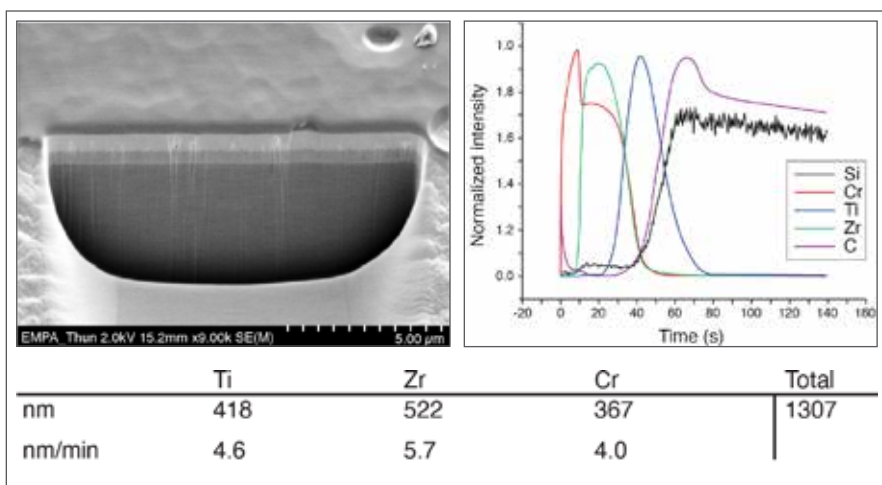 EMPA_Thun 2.0kV 15.2mm x9.00k SE(M) 5.00 µm
Normalized intensity
1.0
1.8
1.6
1.4
1.2
0.0
Si
Cr
Ti
Zr
C
-20 0 20 40 60 80 100 120 140 160
Time (s)
Ti Zr Cr Total
nm 418 522 367 1307
nm/min 4.6 5.7 4.0